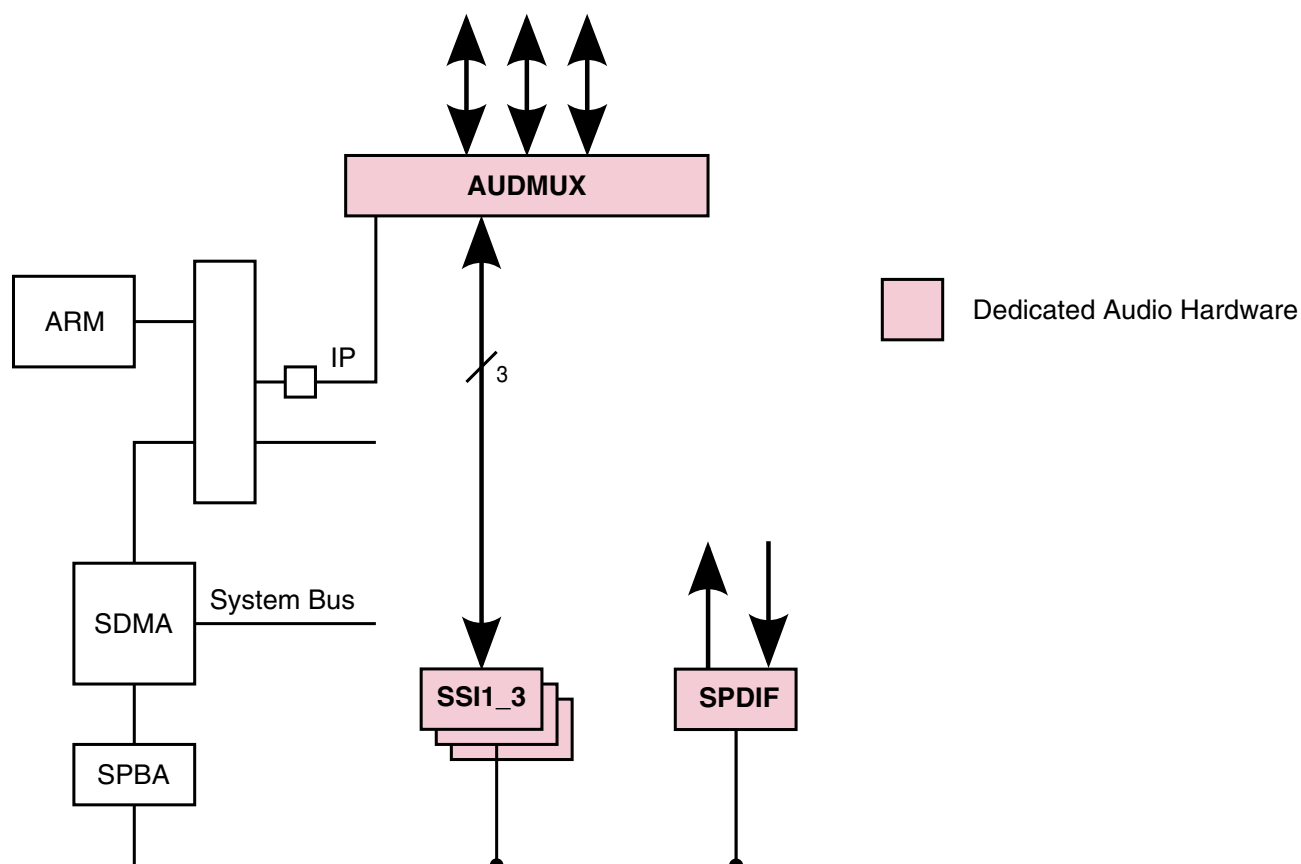 AUDMUX
ARM
Dedicated Audio Hardware
IP
3
System Bus
SDMA
SSI1_3
SPDIF
SPBA